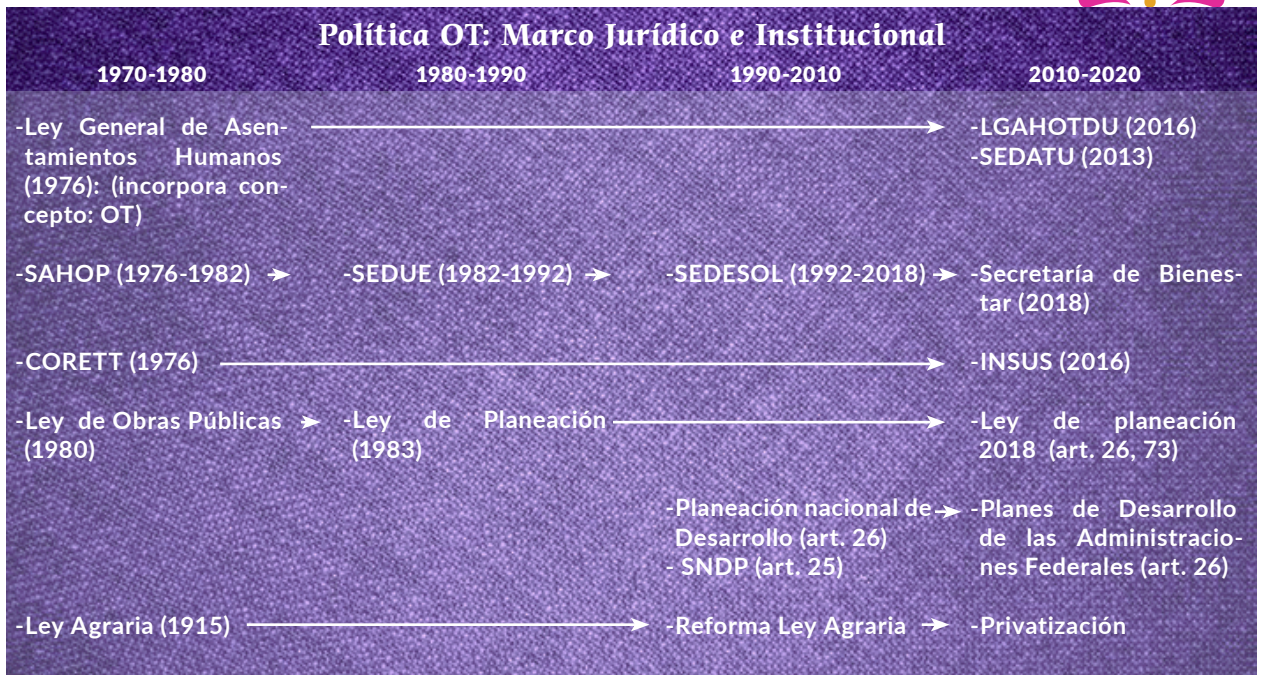 Política OT: Marco Jurídico e Institucional
1970-1980
1980-1990
1990-2010
2010-2020
-Ley General de Asen-
tamientos Humanos
(1976): (incorpora con-
cepto: OT)
-LGAHOTDU (2016)
-SEDATU (2013)
-SAHOP (1976-1982)
-SEDUE (1982-1992)
-SEDESOL (1992-2018)
-Secretaría de Bienes-
tar (2018)
-CORETT (1976)
-INSUS (2016)
-Ley de Obras Públicas
(1980)
-Ley de Planeación
(1983)
-Ley de planeación
2018 (art. 26, 73)
-Planeación nacional de
Desarrollo (art. 26)
- SNDP (art. 25)
-Planes de Desarrollo
de las Administracio-
nes Federales (art. 26)
-Ley Agraria (1915)
-Reforma Ley Agraria
-Privatización